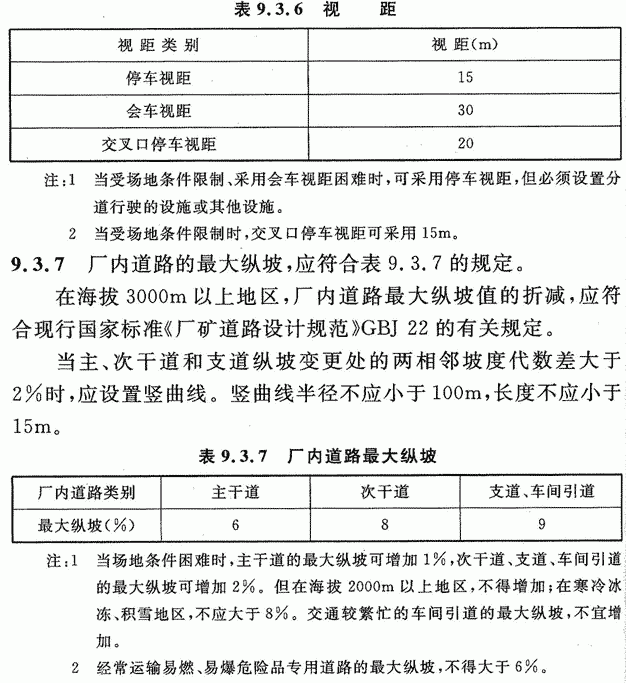 表 9.3.6 视 距
视 距 类 别 视 距(m)
停车视距 15
会车视距 30
交叉口停车视距 20
注:1 当受场地条件限制、采用会车视距困难时,可采用停车视距,但必须设置分
道行驶的设施或其他设施。
2 当受场地条件限制时,交叉口停车视距可采用 15m。
9.3.7 厂内道路的最大纵坡,应符合表 9.3.7 的规定。
在海拔 3000m 以上地区,厂内道路最大纵坡值的折减,应符
合现行国家标准《厂矿道路设计规范》GBJ 22 的有关规定。
当主、次干道和支道纵坡变更处的两相邻坡度代数差大于
2%时,应设置竖曲线。竖曲线半径不应小于 100m,长度不应小于
15m。
表 9.3.7 厂内道路最大纵坡
厂内道路类别 主干道 次干道 支道、车间引道
最大纵坡(%) 6 8 9
注:1 当场地条件困难时,主干道的最大纵坡可增加 1%,次干道、支道、车间引道
的最大纵坡可增加 2%。但在海拔 2000m 以上地区,不得增加;在寒冷冰
冻、积雪地区,不应大于 8%。交通较繁忙的车间引道的最大纵坡,不宜增
加。
2 经常运输易燃、易爆危险品专用道路的最大纵坡,不得大于 6%。